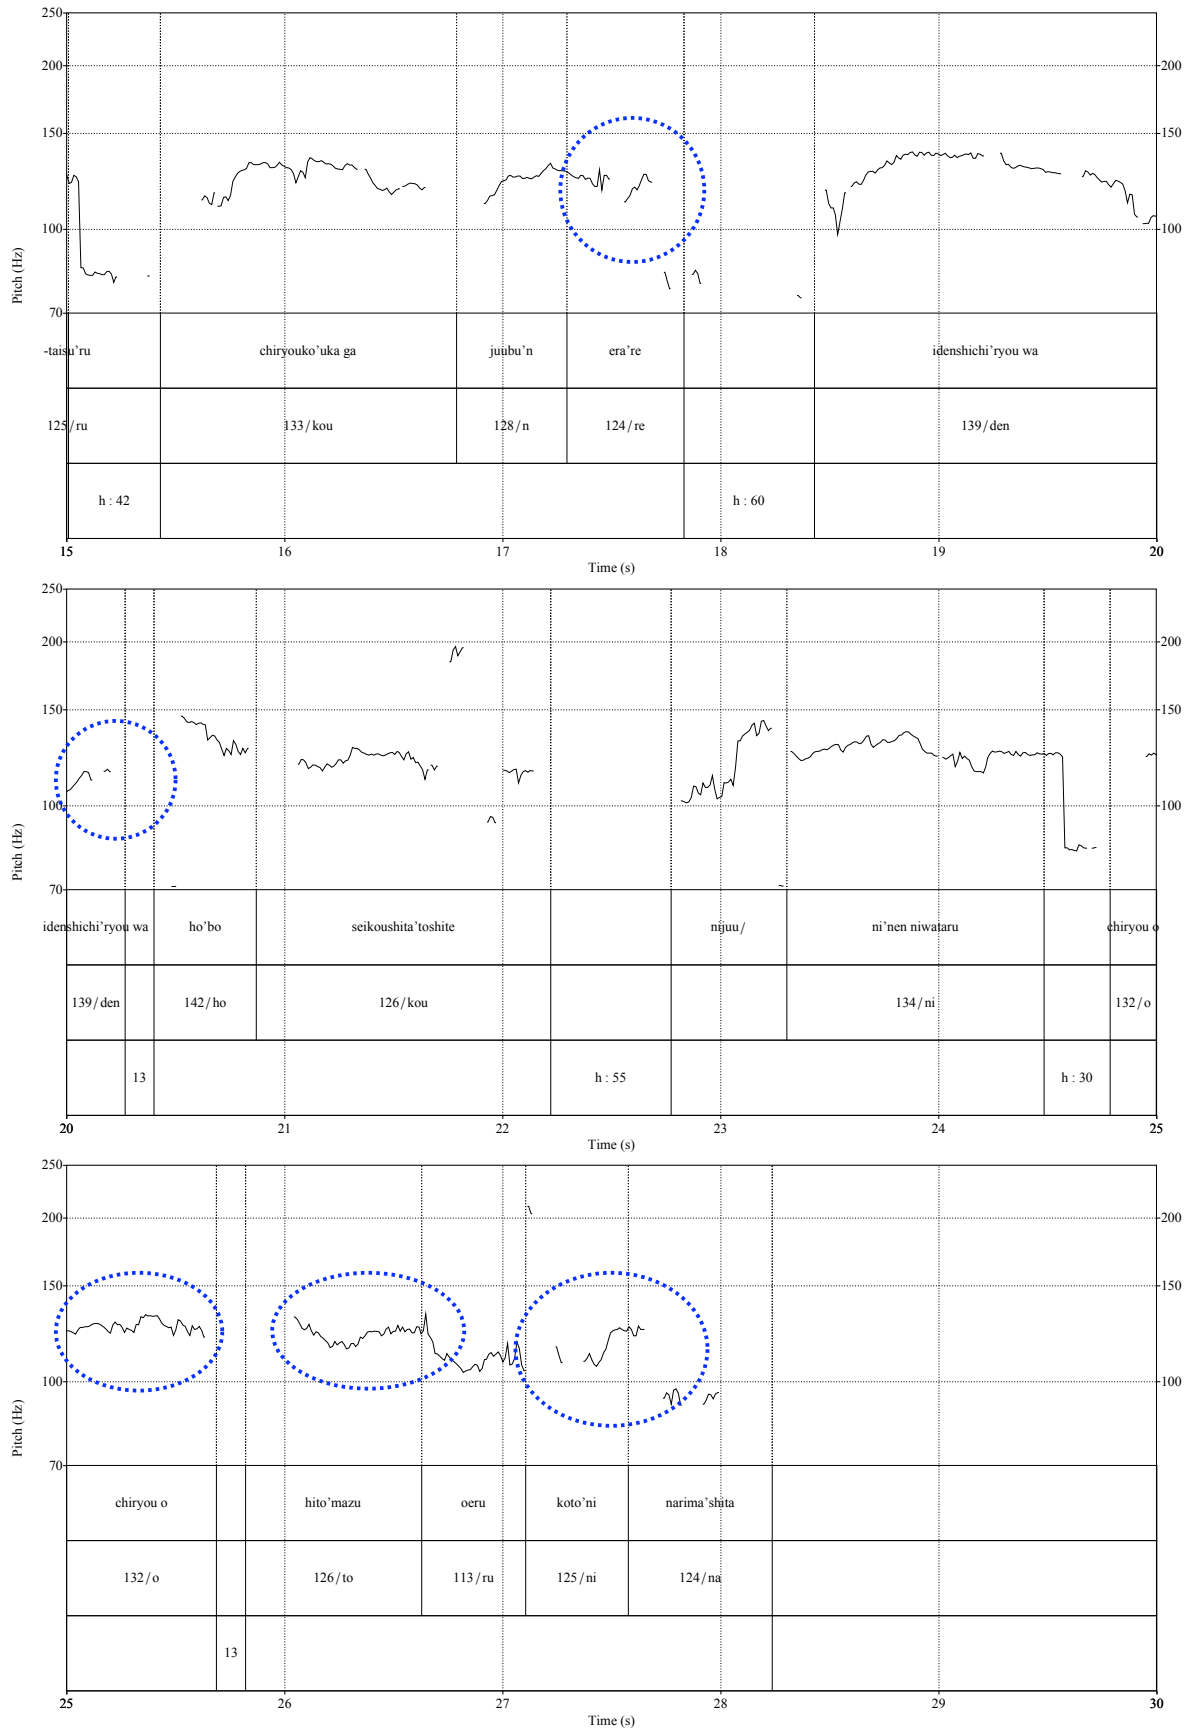 250
200 200
150 150
100 100
70
Pitch (Hz)
-taisu’ru chiryouko’uka ga juubu’n era’re idenshichi’ryou wa
125/ru 133/kou 128/n 124/re 139/den
h : 42 h : 60
15 16 17 18 19 20
Time (s)
250
200 200
150 150
100 100
70
Pitch (Hz)
idenshichi’ryou wa ho’bo seikoushita’toshite nijuu/ ni’nen niwataru chiryou o
139/den 142/ho 126/kou 134/ni 132/o
13 h : 55 h : 30
20 21 22 23 24 25
Time (s)
250
200 200
150 150
100 100
70
Pitch (Hz)
chiryou o hito’mazu oeru koto’ni narima’shita
132/o 126/to 113/ru 125/ni 124/na
13
25 26 27 28 29 30
Time (s)